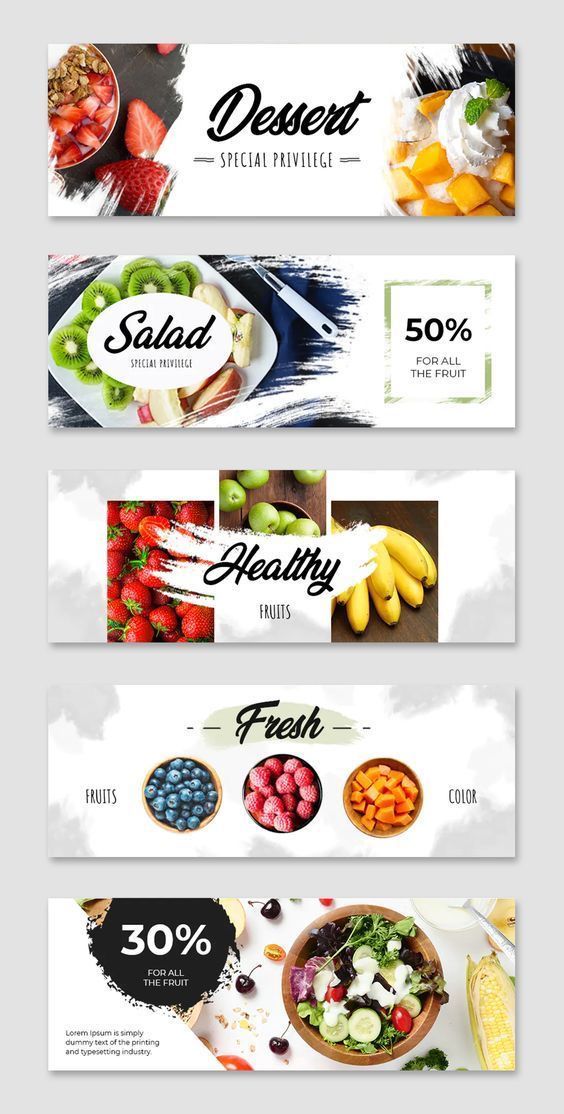 Dessert
SPECIAL PRIVILEGE
Salad
SPECIAL PRIVILEGE
50%
FOR ALL
THE FRUIT
Healthy
FRUITS
Fresh
FRUITS
COLOR
30%
FOR ALL
THE FRUIT
Lorem Ipsum is simply
dummy text of the printing
and typesetting industry.